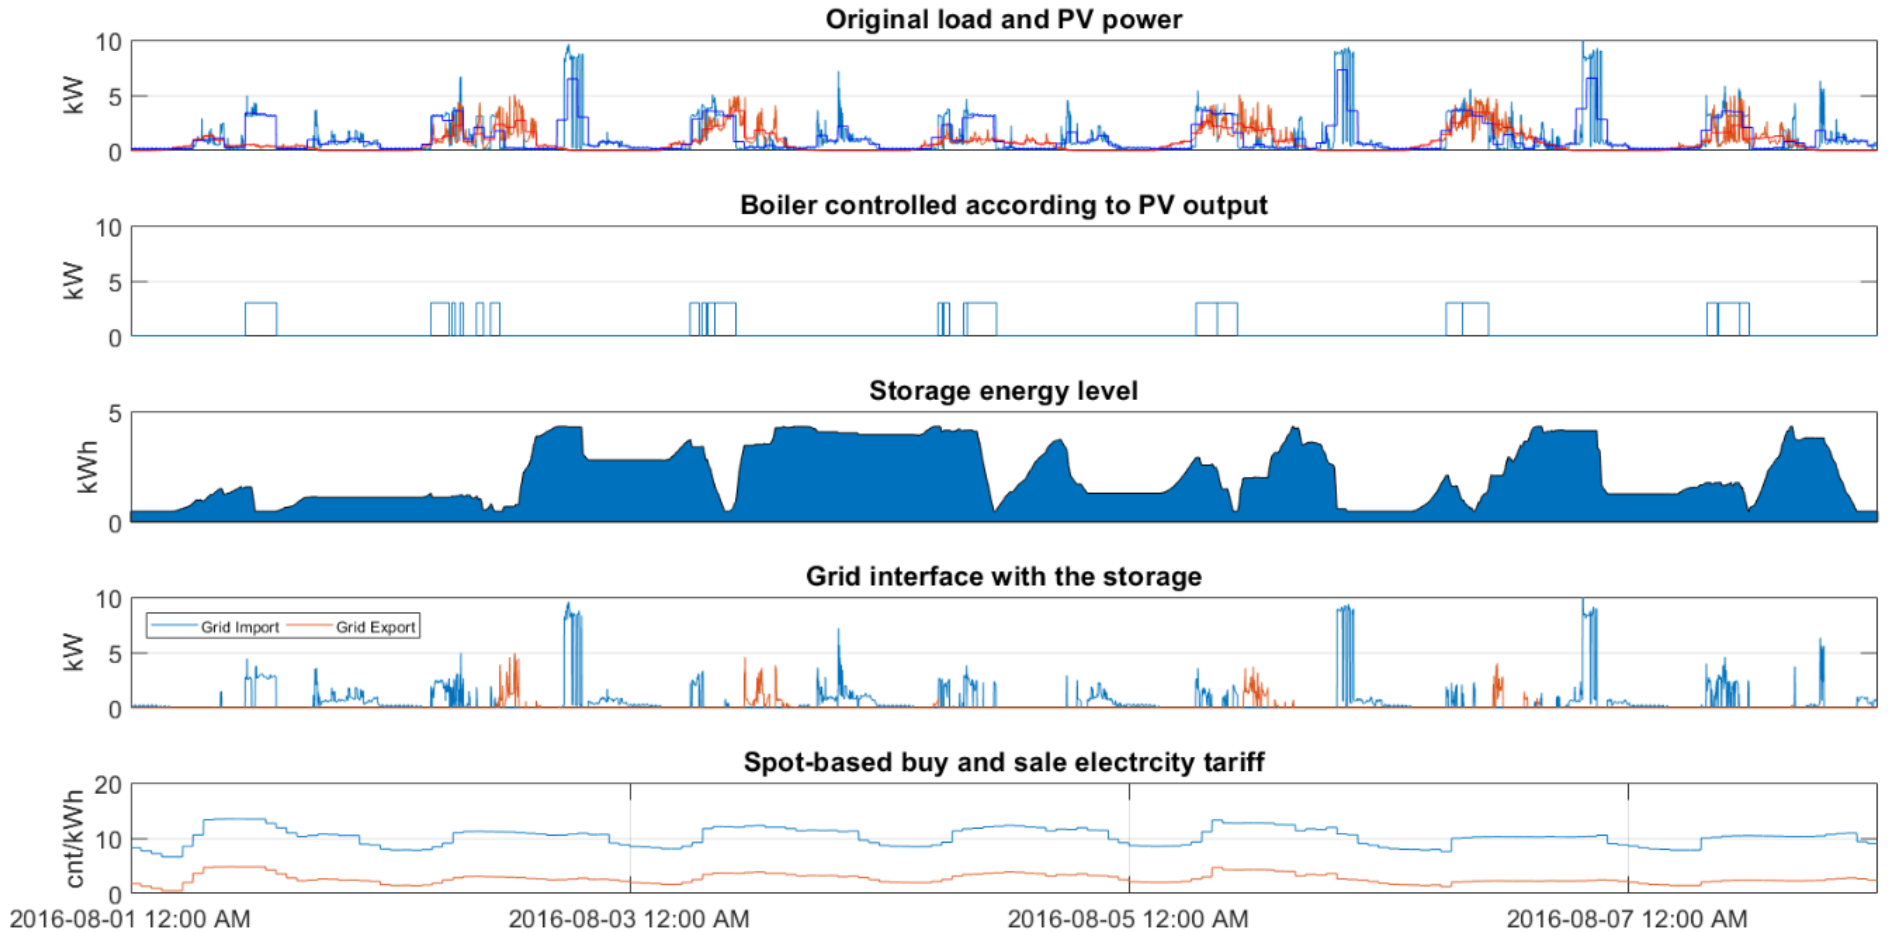 Original load and PV power
10
kW
5
0
Boiler controlled according to PV output
10
kW
5
0
Storage energy level
5
kWh
0
Grid interface with the storage
10
Grid Import Grid Export
kW
5
0
Spot-based buy and sale electrcity tariff
20
cnt/kWh
10
0
2016-08-01 12:00 AM 2016-08-03 12:00 AM 2016-08-05 12:00 AM 2016-08-07 12:00 AM